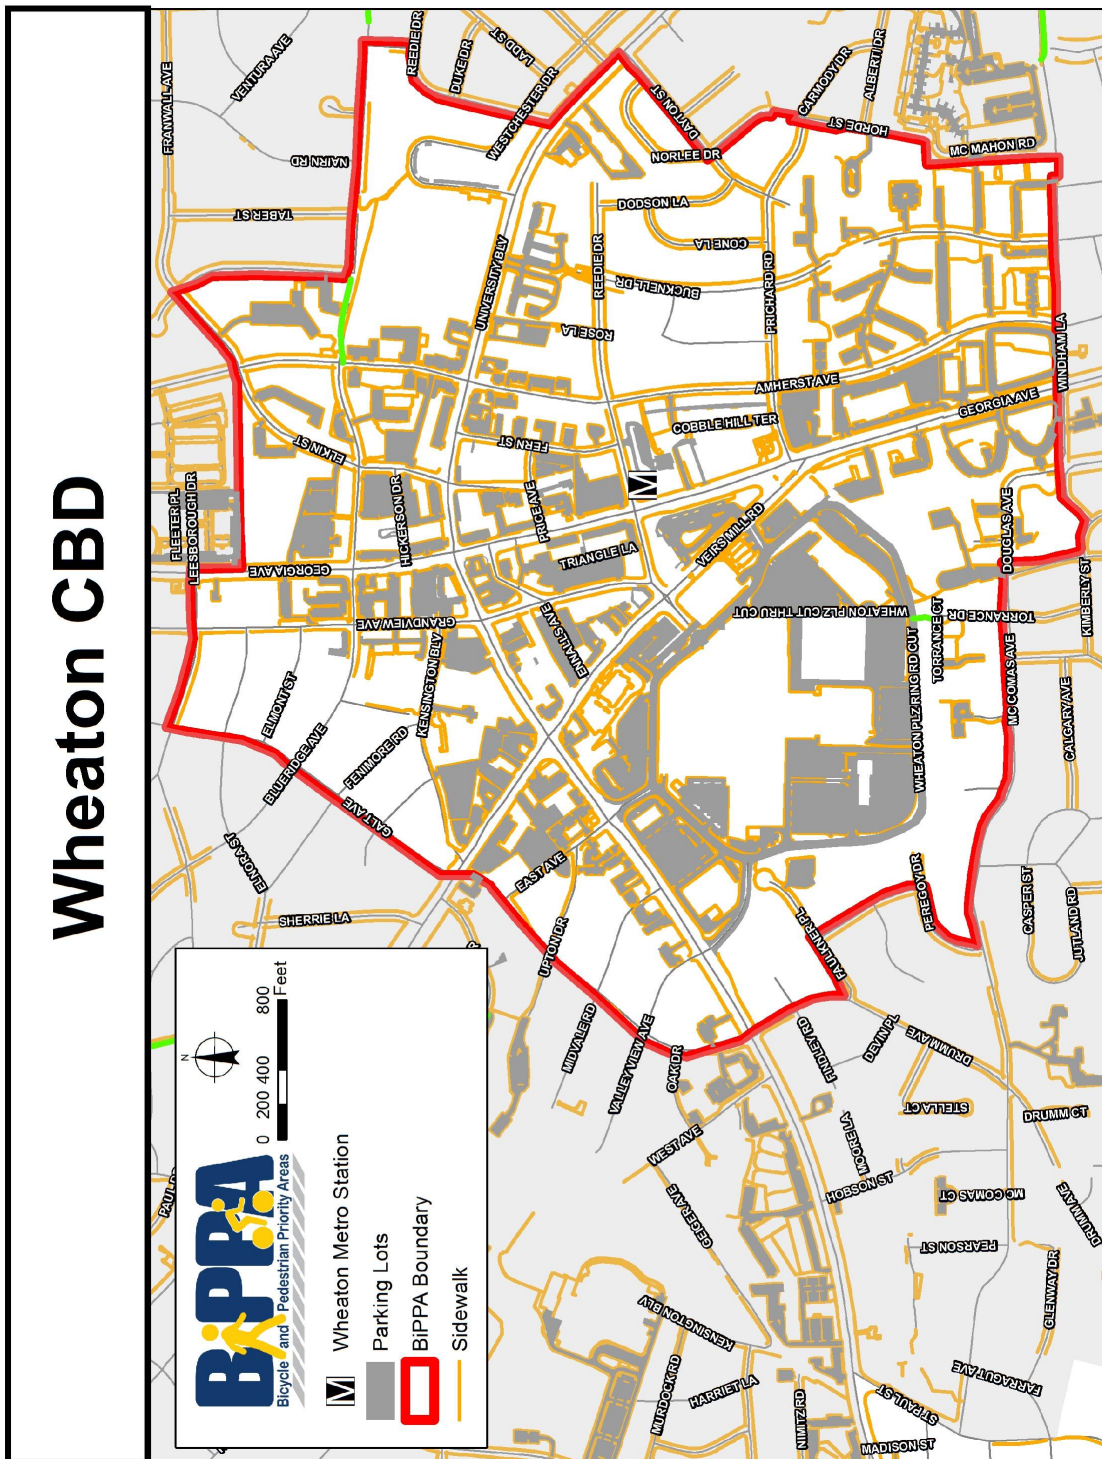 Wheaton CBD
BiPPA
Bicycle and Pedestrian Priority Areas
N
0 200 400 800
Feet
Wheaton Metro Station
Parking Lots
BiPPA Boundary
Sidewalk
M
M
FRANWALL AVE
VENTURA AVE
NAIRN RD
TABER ST
REEDIE DR
DUKE DR
LADD ST
WESTCHESTER DR
DAYTON ST
NORLEE DR
CARMODY DR
ALBERTI DR
HORDE ST
MC MAHON RD
DODSON LA
CONE LA
UNIVERSITY BLV
REEDIE DR
BUCKNELL DR
PRICHARD RD
ROSE LA
AMHERST AVE
WINDHAM LA
GEORGIA AVE
COBBLE HILL TER
FERN ST
ELKIN ST
FLEETER PL
LEESBOROUGH DR
HICKERSON DR
PRICE AVE
GEORGIA AVE
TRIANGLE LA
VEIRS MILL RD
DOUGLAS AVE
GRANDVIEW AVE
ENNALLS AVE
WHEATON PLZ CUT THRU CUT
TORRANCE CT
TORRANCE DR
KIMBERLY ST
ELMONT ST
BLUERIDGE AVE
KENSINGTON BLV
FENIMORE RD
WHEATON PLZ RING RD CUT
MC COMAS AVE
CALGARY AVE
GALT AVE
ELNORA ST
SHERRIE LA
EAST AVE
UPTON DR
FAULKNER PL
PEREGOY DR
CASPER ST
JUTLAND RD
MIDVALE RD
VALLEY VIEW AVE
OAK DR
FINDLEY RD
DEVIN PL
DRUMM AVE
STELLA CT
DRUMM CT
WEST AVE
MOORE LA
HOBSON ST
MC COMAS CT
GEIGER AVE
PEARSON ST
DRUMM AVE
KENSINGTON BLV
GLENWAY DR
MURDOCK RD
HARRIET LA
NIMITZ RD
ST PAUL ST
FARRAGUT AVE
MADISON ST